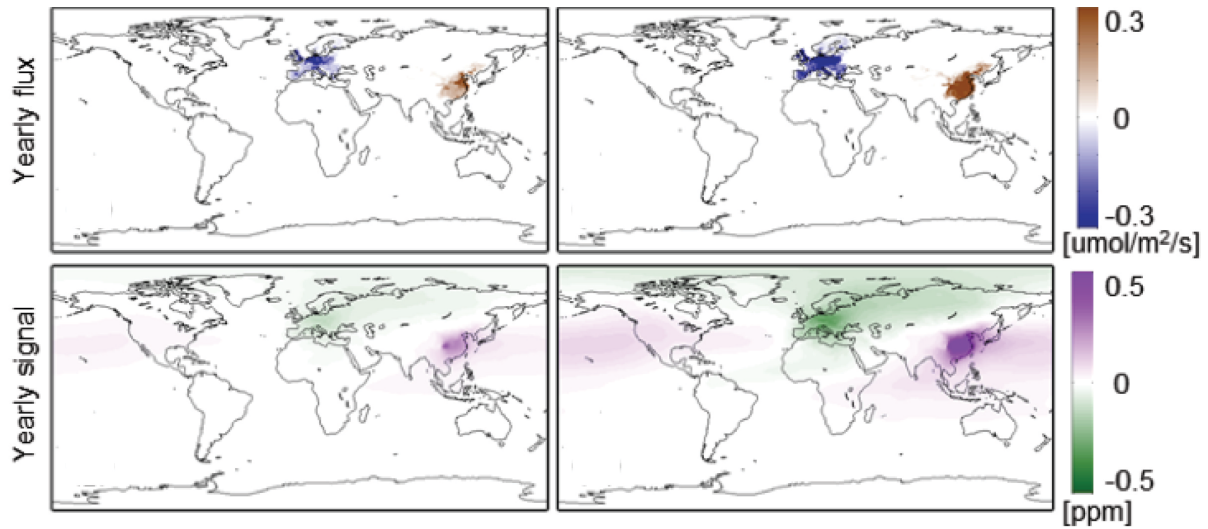 Yearly flux
0.3
0
-0.3
[umol/m²/s]
Yearly signal
0.5
0
-0.5
[ppm]